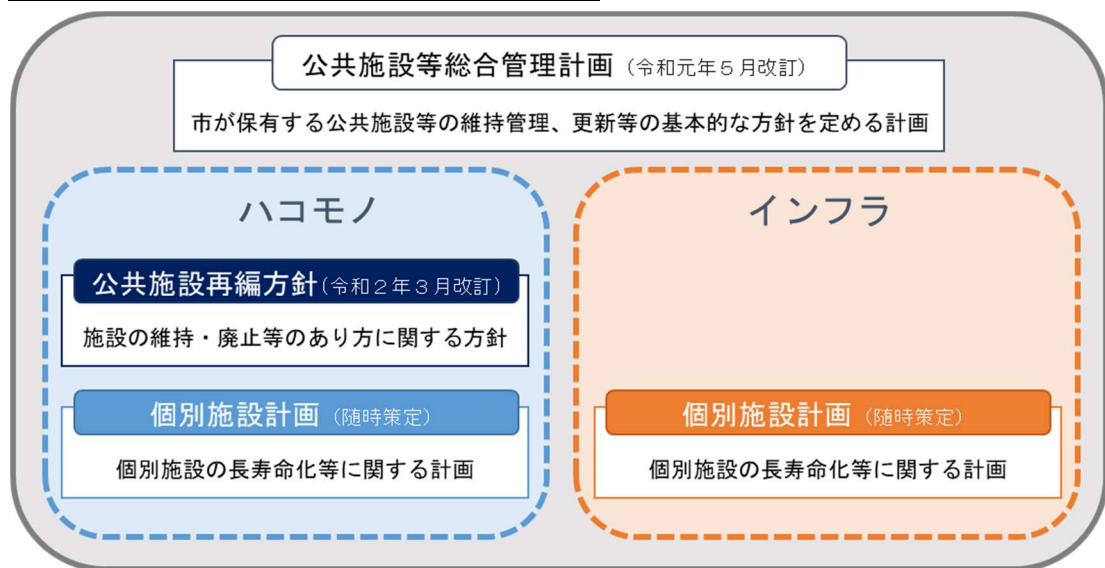 公共施設等総合管理計画（令和元年５月改訂）
市が保有する公共施設等の維持管理、更新等の基本的な方針を定める計画
ハコモノ
公共施設再編方針（令和２年３月改訂）
施設の維持・廃止等のあり方に関する方針
個別施設計画（随時策定）
個別施設の長寿命化等に関する計画
インフラ
個別施設計画（随時策定）
個別施設の長寿命化等に関する計画